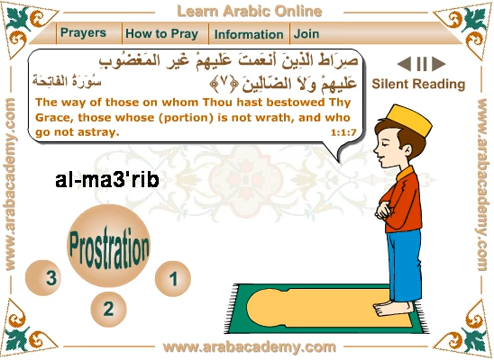 Learn Arabic Online
Prayers
How to Pray
Information
Join
صِرَاطَ الَّذِينَ أَنعَمتَ عَلَيهِمْ غَيرِ المَغضُوبِ
عَلَيهِمْ وَلَا الضَّالِّينَ ﴿٧﴾ سُورَةُ الفَاتِحَة
The way of those on whom Thou hast bestowed Thy
Grace, those whose (portion) is not wrath, and who
go not astray. 1:1:7
Silent Reading
al-ma3'rib
Prostration
3
2
1
www.arabacademy.com
www.arabacademy.com
www.arabacademy.com